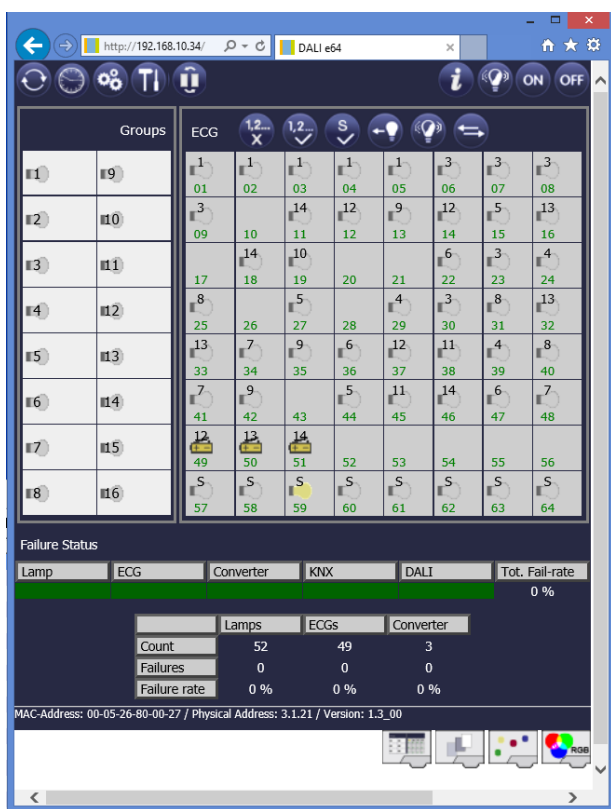 http://192.168.10.34/
DALI e64
i ON OFF
Groups
ECG 1,2... X 1,2... S
1 9
2 10
3 11
4 12
5 13
6 14
7 15
8 16
1 1 1 1 1 3 3 3
01 02 03 04 05 06 07 08
3 14 12 9 12 5 13
09 10 11 12 13 14 15 16
14 10 6 3 4
17 18 19 20 21 22 23 24
8 5 4 3 8 13
25 26 27 28 29 30 31 32
13 7 9 6 12 11 4 8
33 34 35 36 37 38 39 40
7 9 5 11 14 6 7
41 42 43 44 45 46 47 48
12 13 14
49 50 51 52 53 54 55 56
S S S S S S S S
57 58 59 60 61 62 63 64
Failure Status
Lamp ECG Converter KNX DALI Tot. Fail-rate
0 %
Lamps ECGs Converter
Count 52 49 3
Failures 0 0 0
Failure rate 0 % 0 % 0 %
MAC-Address: 00-05-26-80-00-27 / Physical Address: 3.1.21 / Version: 1.3_00
RGB